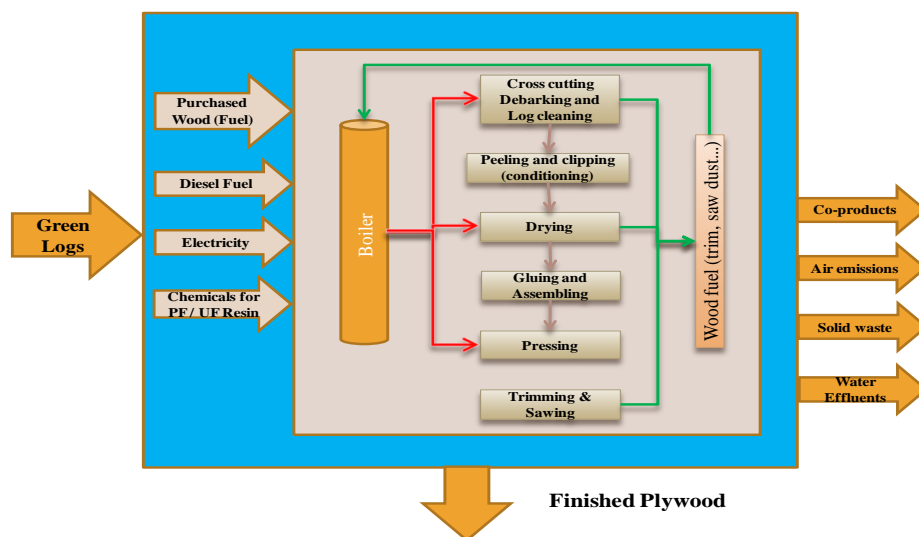 Green
Logs
Purchased
Wood (Fuel)
Diesel Fuel
Electricity
Chemicals for
PF / UF Resin
Boiler
Cross cutting
Debarking and
Log cleaning
Peeling and clipping
(conditioning)
Drying
Gluing and
Assembling
Pressing
Trimming &
Sawing
Wood fuel (trim, saw dust...)
Co-products
Air emissions
Solid waste
Water
Effluents
Finished Plywood